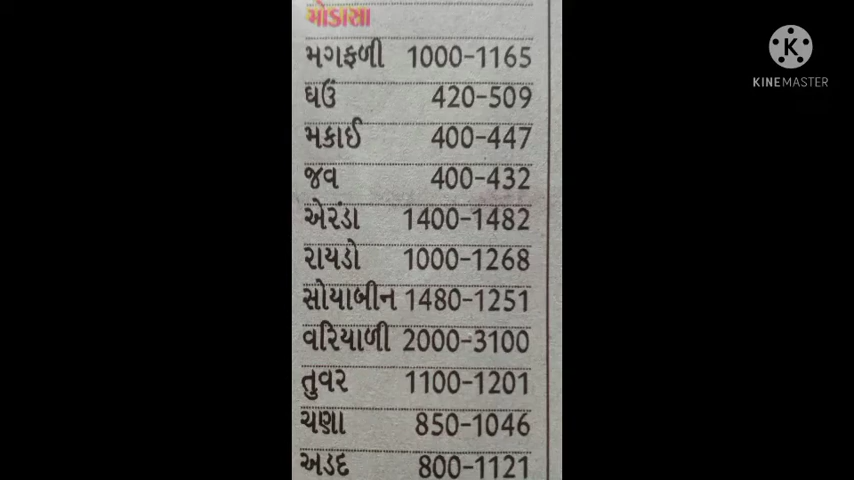 મોડાસા
મગફળી 1000-1165
ઘઉં 420-509
મકાઈ 400-447
જવ 400-432
એરંડા 1400-1482
રાયડો 1000-1268
સોયાબીન 1480-1251
વરિયાળી 2000-3100
તુવર 1100-1201
ચણા 850-1046
અડદ 800-1121
K
KINEMASTER